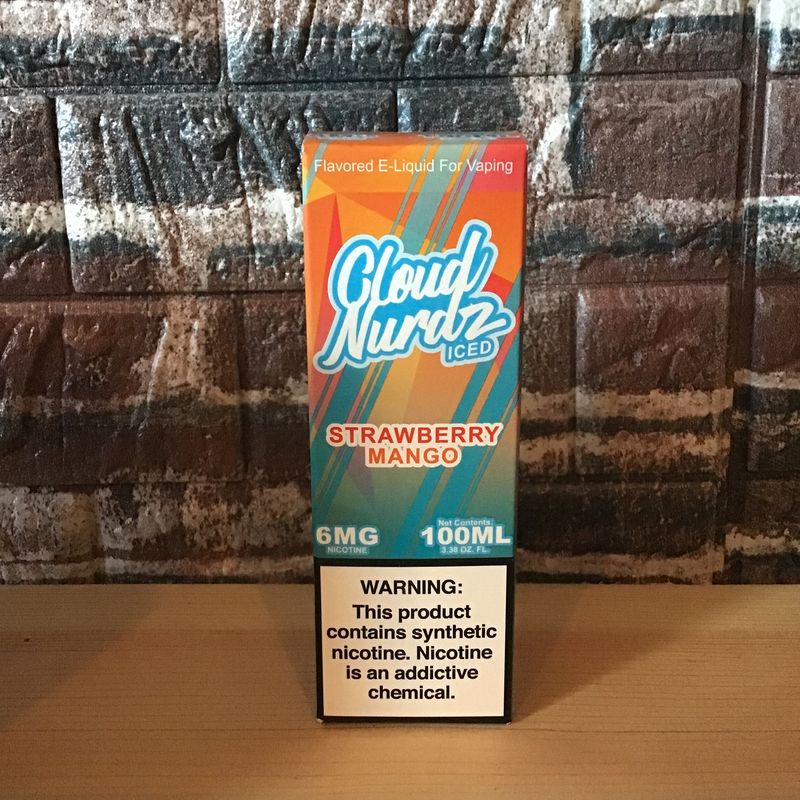 Flavored E-Liquid For Vaping
Cloud
Nurdz
ICED
STRAWBERRY
MANGO
6MG
NICOTINE
Net Contents:
100ML
3.38 OZ. FL.
WARNING:
This product
contains synthetic
nicotine. Nicotine
is an addictive
chemical.